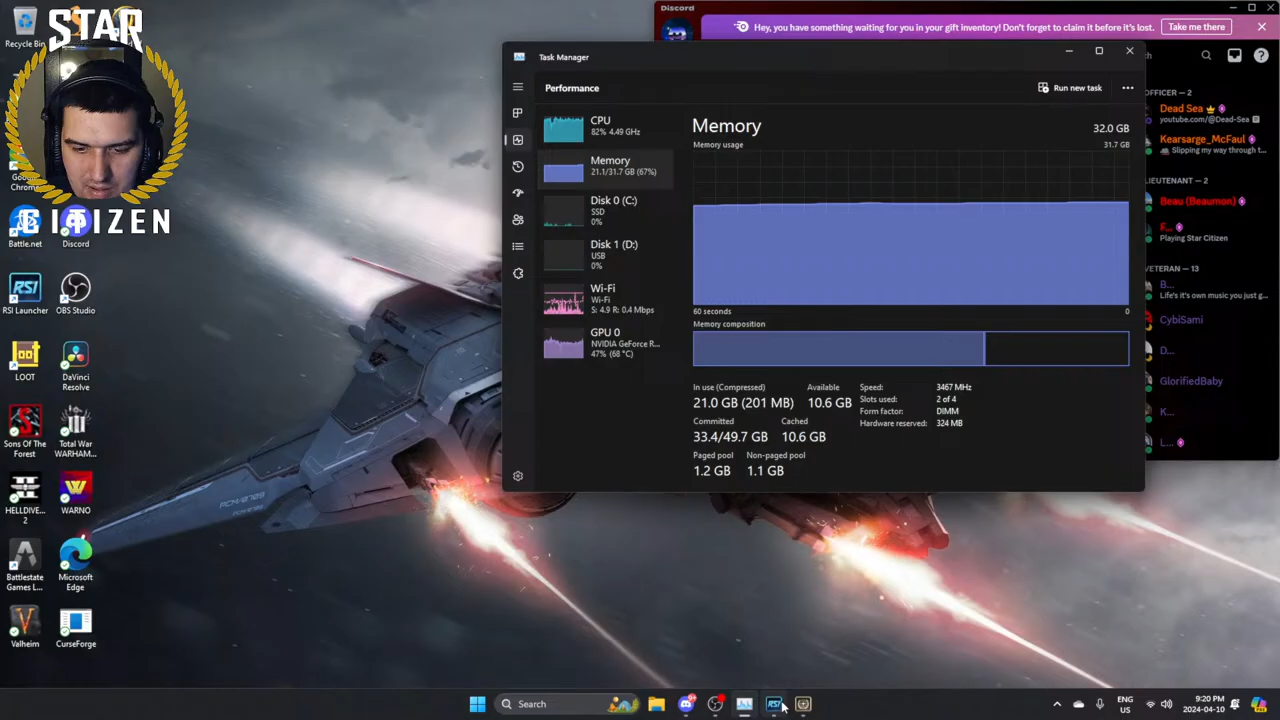 Discord
Hey, you have something waiting for you in your gift inventory! Don't forget to claim it before it's lost.
Take me there
Recycle Bin
STAR
CITIZEN
Google
Chrome
Battle.net
Discord
RSI Launcher
OBS Studio
LOOT
DaVinci
Resolve
Sons Of The
Forest
Total War
WARHAM...
HELLDIVE...
2
WARNO
Battlestate
Games L...
Microsoft
Edge
Valheim
CurseForge
Task Manager
Performance
Run new task
CPU
82% 4.49 GHz
Memory
21.1/31.7 GB (67%)
Disk 0 (C:)
SSD
0%
Disk 1 (D:)
USB
0%
Wi-Fi
Wi-Fi
S: 4.9 R: 0.4 Mbps
GPU 0
NVIDIA GeForce R...
47% (68 °C)
Memory
32.0 GB
Memory usage
31.7 GB
60 seconds
0
Memory composition
In use (Compressed)
21.0 GB (201 MB)
Available
10.6 GB
Committed
33.4/49.7 GB
Cached
10.6 GB
Paged pool
1.2 GB
Non-paged pool
1.1 GB
Speed: 3467 MHz
Slots used: 2 of 4
Form factor: DIMM
Hardware reserved: 324 MB
OFFICER — 2
Dead Sea
youtube.com/@Dead-Sea
Kearsarge_McFaul
Slipping my way through t...
LIEUTENANT — 2
Beau (Beaumon)
F...
Playing Star Citizen
VETERAN — 13
B...
Life's it's own music you just g...
CybiSami
D...
GlorifiedBaby
K...
L...
Search
RSI
ENG
US
9:20 PM
2024-04-10